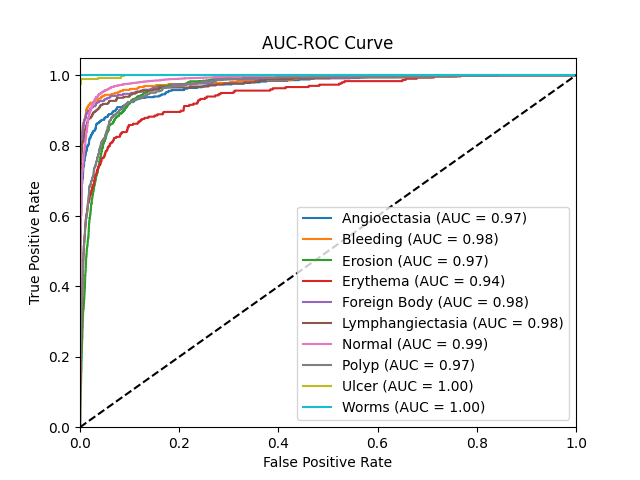 AUC-ROC Curve
True Positive Rate
1.0
0.8
0.6
0.4
0.2
0.0
Angioectasia (AUC = 0.97)
Bleeding (AUC = 0.98)
Erosion (AUC = 0.97)
Erythema (AUC = 0.94)
Foreign Body (AUC = 0.98)
Lymphangiectasia (AUC = 0.98)
Normal (AUC = 0.99)
Polyp (AUC = 0.97)
Ulcer (AUC = 1.00)
Worms (AUC = 1.00)
0.0 0.2 0.4 0.6 0.8 1.0
False Positive Rate